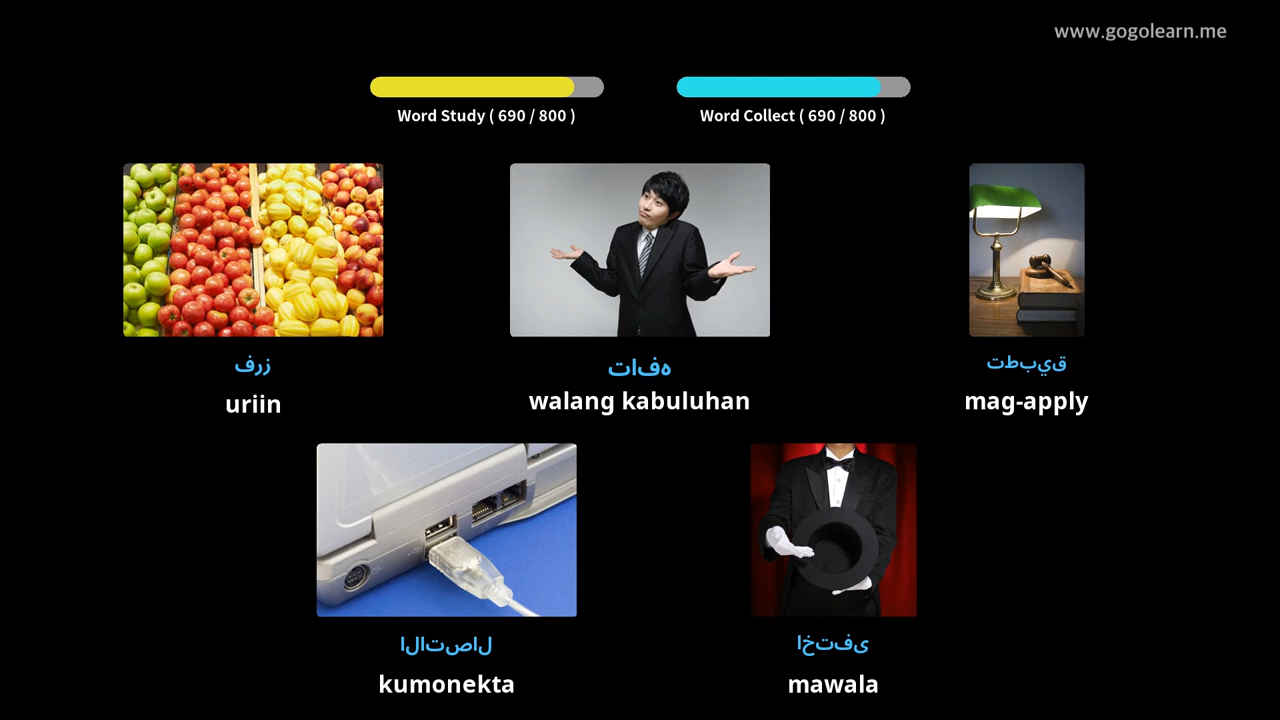 www.gogolearn.me
Word Study ( 690 / 800 )
Word Collect ( 690 / 800 )
فرز
uriin
تافه
walang kabuluhan
تطبيق
mag-apply
الاتصال
kumonekta
اختفى
mawala